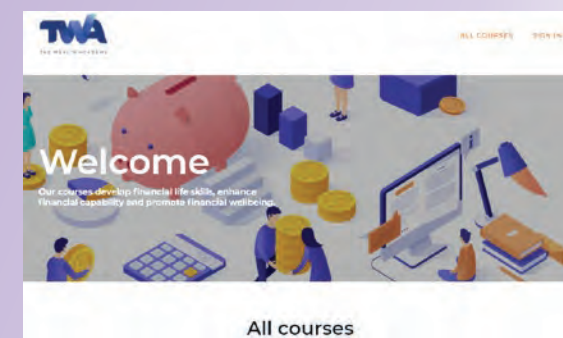 TWA
THE WEALTH ACADEMY
ALL COURSES SIGN IN
Welcome
Our courses develop financial life skills, enhance
financial capability and promote financial wellbeing.
All courses